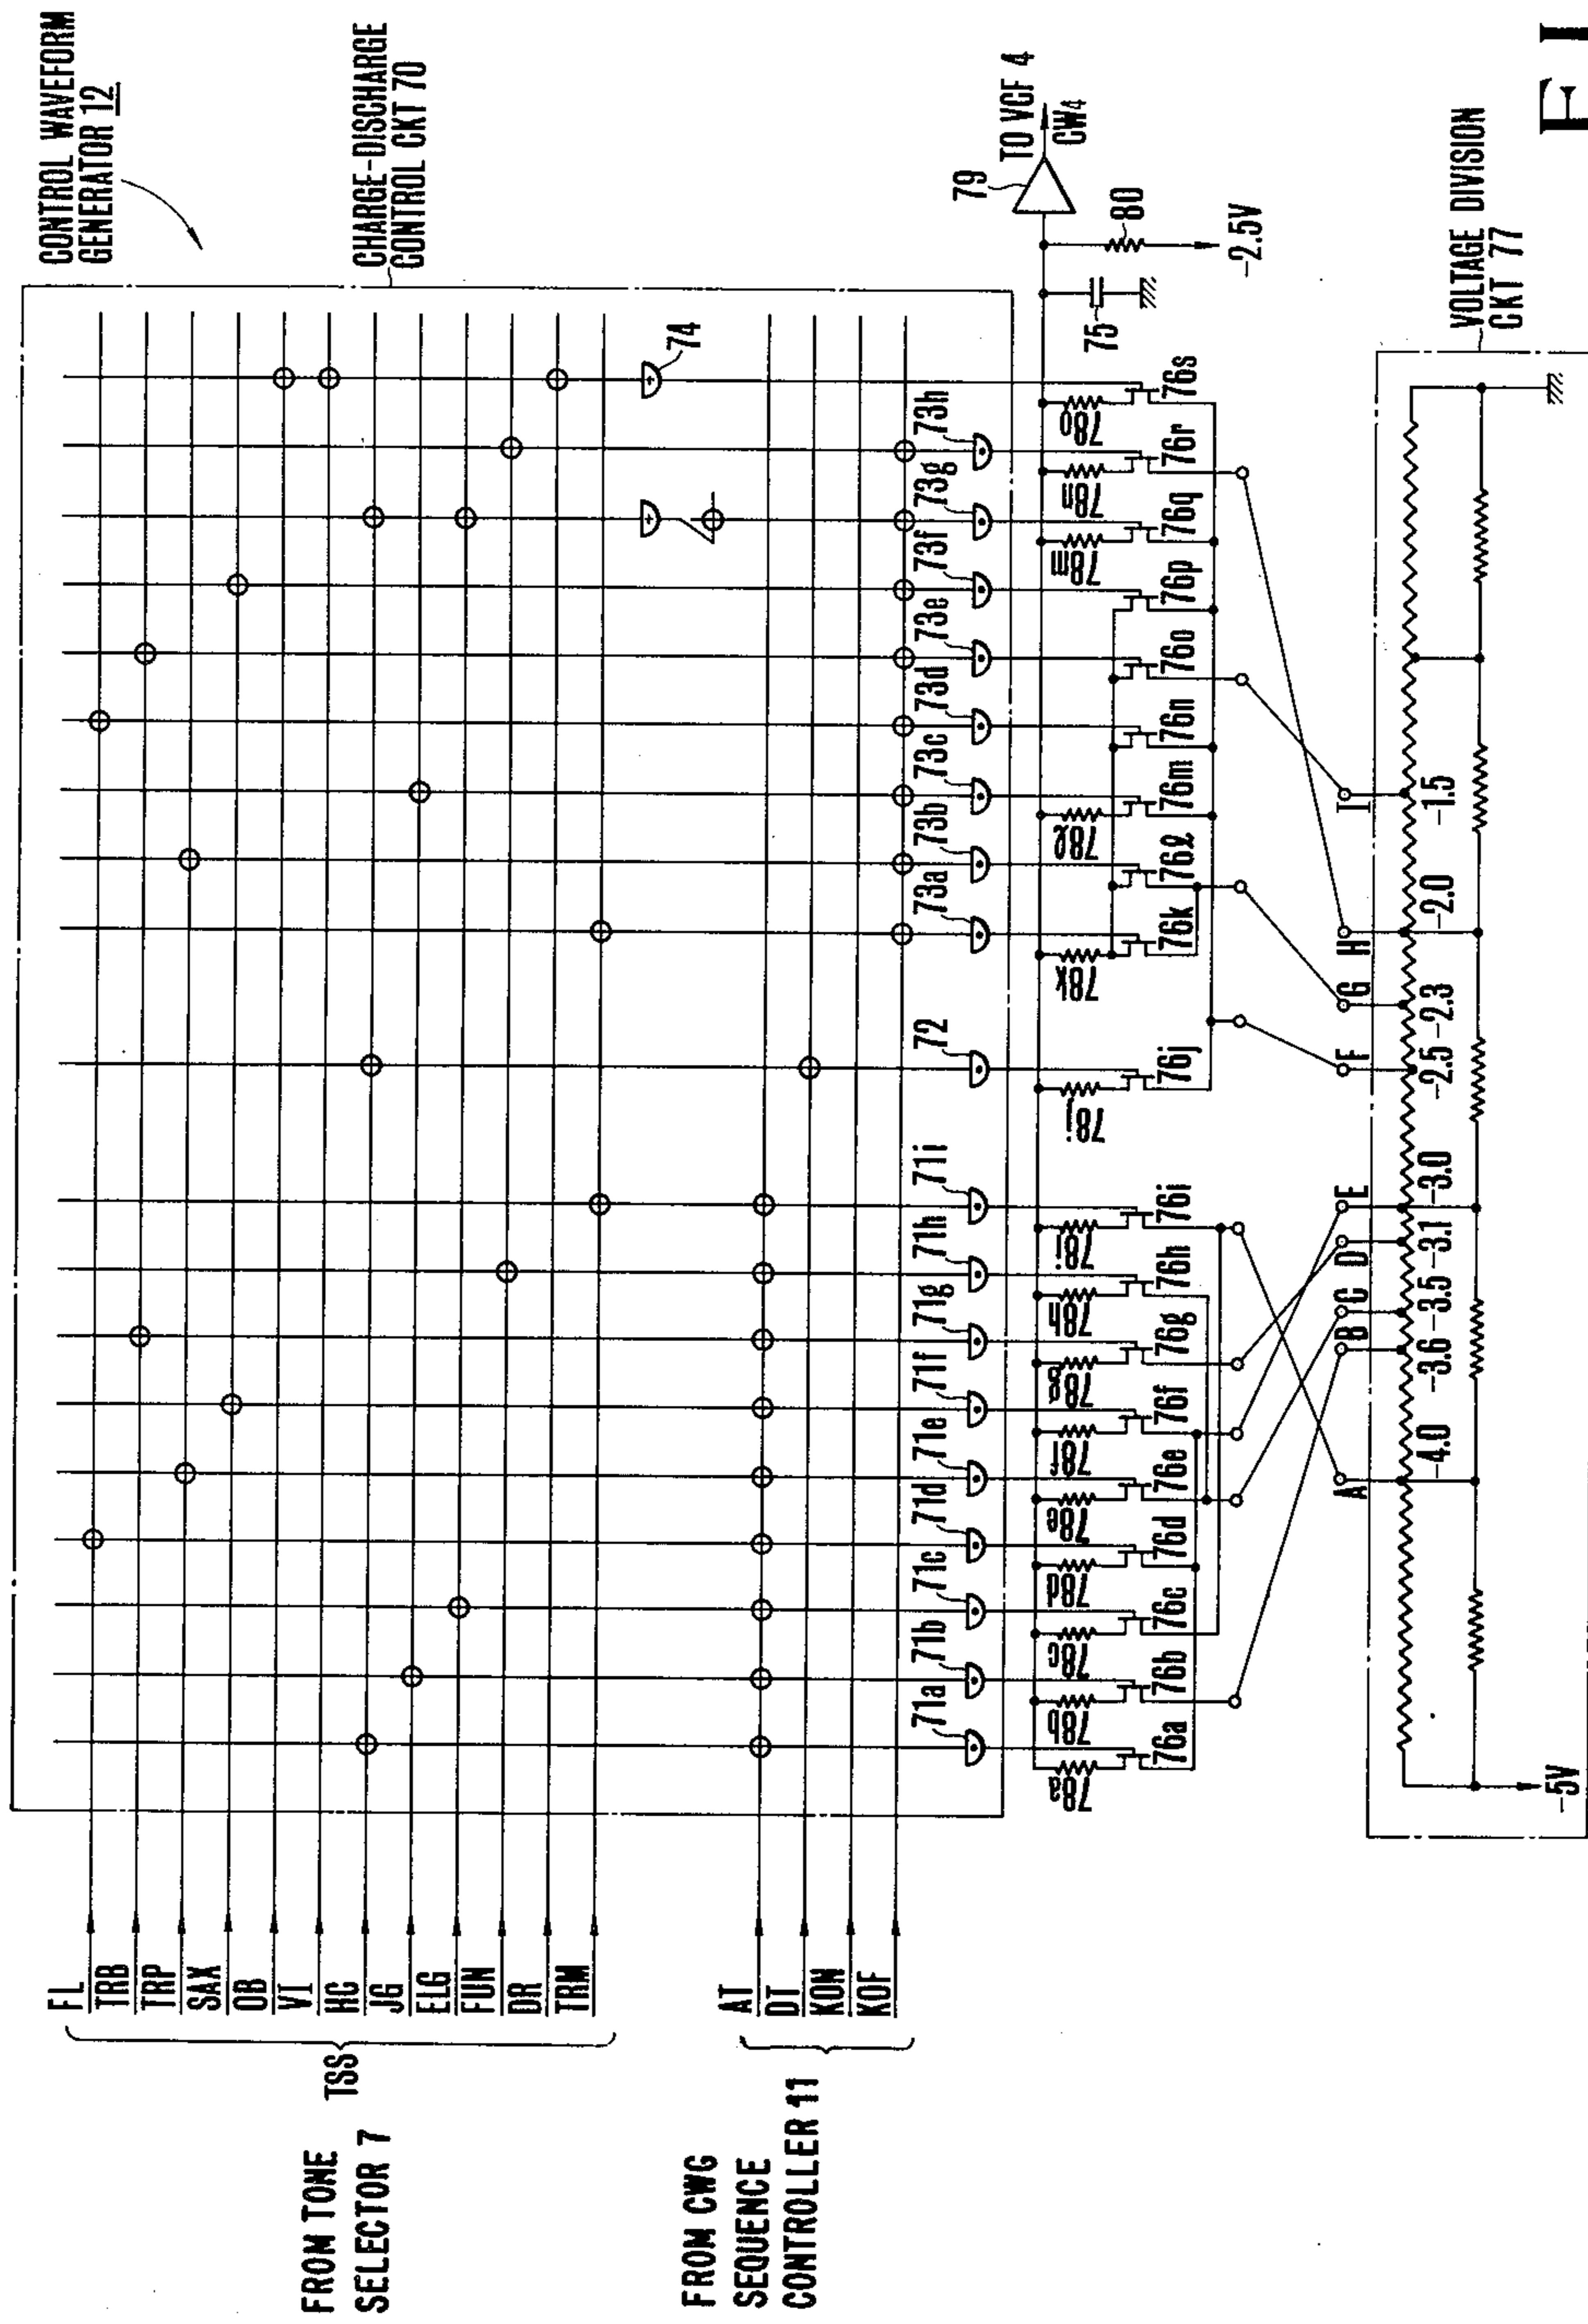 CONTROL WAVEFORM
GENERATOR 12
CHARGE-DISCHARGE
CONTROL CKT 70
FROM TONE
SELECTOR 7
TSS
FL
TRB
TRP
SAX
OB
VI
HC
JG
ELG
FUN
DR
TRM
FROM CWG
SEQUENCE
CONTROLLER 11
AT
DT
KON
KOF
71a
71b
71c
71d
71e
71f
71g
71h
71i
72
73a
73b
73c
73d
73e
73f
73g
73h
74
78a
78b
78c
78d
78e
78f
78g
78h
78i
78j
78k
78ℓ
78m
78n
78o
76a
76b
76c
76d
76e
76f
76g
76h
76i
76j
76k
76ℓ
76m
76n
76o
76p
76q
76r
76s
75
79
80
TO VCF 4
CW4
-2.5V
VOLTAGE DIVISION
CKT 77
A
B
C
D
E
F
G
H
I
-4.0
-3.6
-3.5
-3.1
-3.0
-2.5
-2.3
-2.0
-1.5
-5V